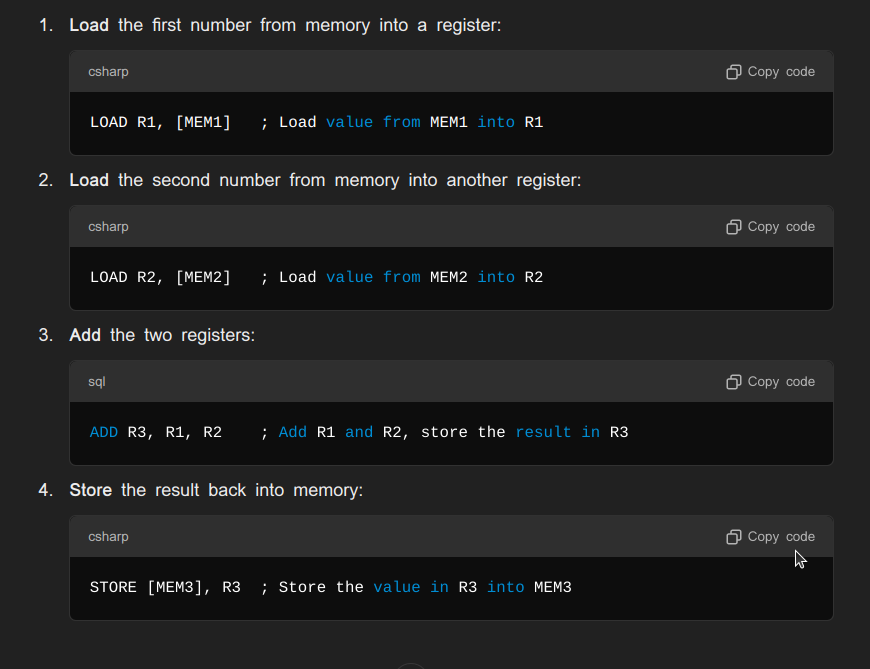 1. Load the first number from memory into a register:
csharp Copy code
LOAD R1, [MEM1] ; Load value from MEM1 into R1
2. Load the second number from memory into another register:
csharp Copy code
LOAD R2, [MEM2] ; Load value from MEM2 into R2
3. Add the two registers:
sql Copy code
ADD R3, R1, R2 ; Add R1 and R2, store the result in R3
4. Store the result back into memory:
csharp Copy code
STORE [MEM3], R3 ; Store the value in R3 into MEM3